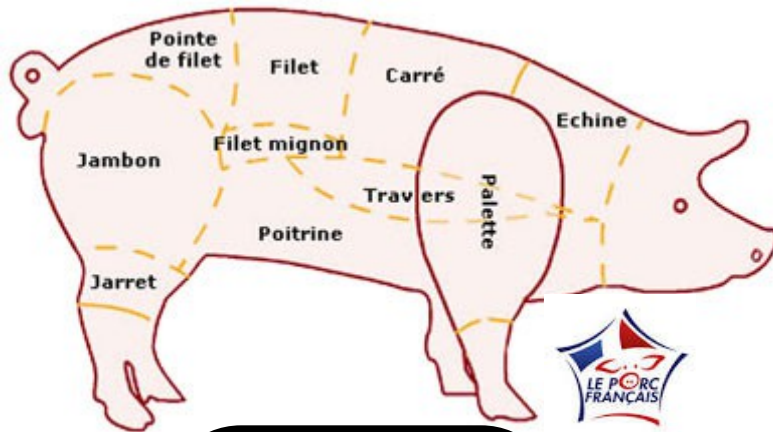 Pointe
de filet
Filet
Carré
Echine
Filet mignon
Jambon
Travers
Palette
Poitrine
Jarret
LE PORC
FRANÇAIS